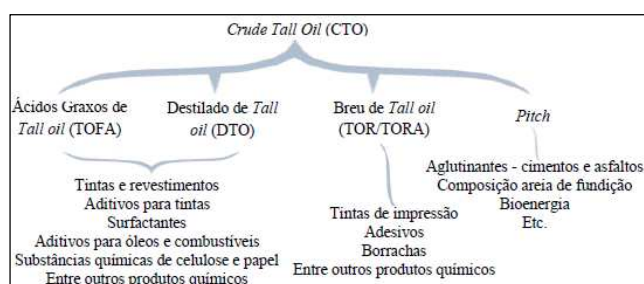 Crude Tall Oil (CTO)
Ácidos Graxos de
Tall oil (TOFA)
Destilado de Tall
oil (DTO)
Breu de Tall oil
(TOR/TORA)
Pitch
Tintas e revestimentos
Aditivos para tintas
Surfactantes
Aditivos para óleos e combustíveis
Substâncias químicas de celulose e papel
Entre outros produtos químicos
Tintas de impressão
Adesivos
Borrachas
Entre outros produtos químicos
Aglutinantes - cimentos e asfaltos
Composição areia de fundição
Bioenergia
Etc.